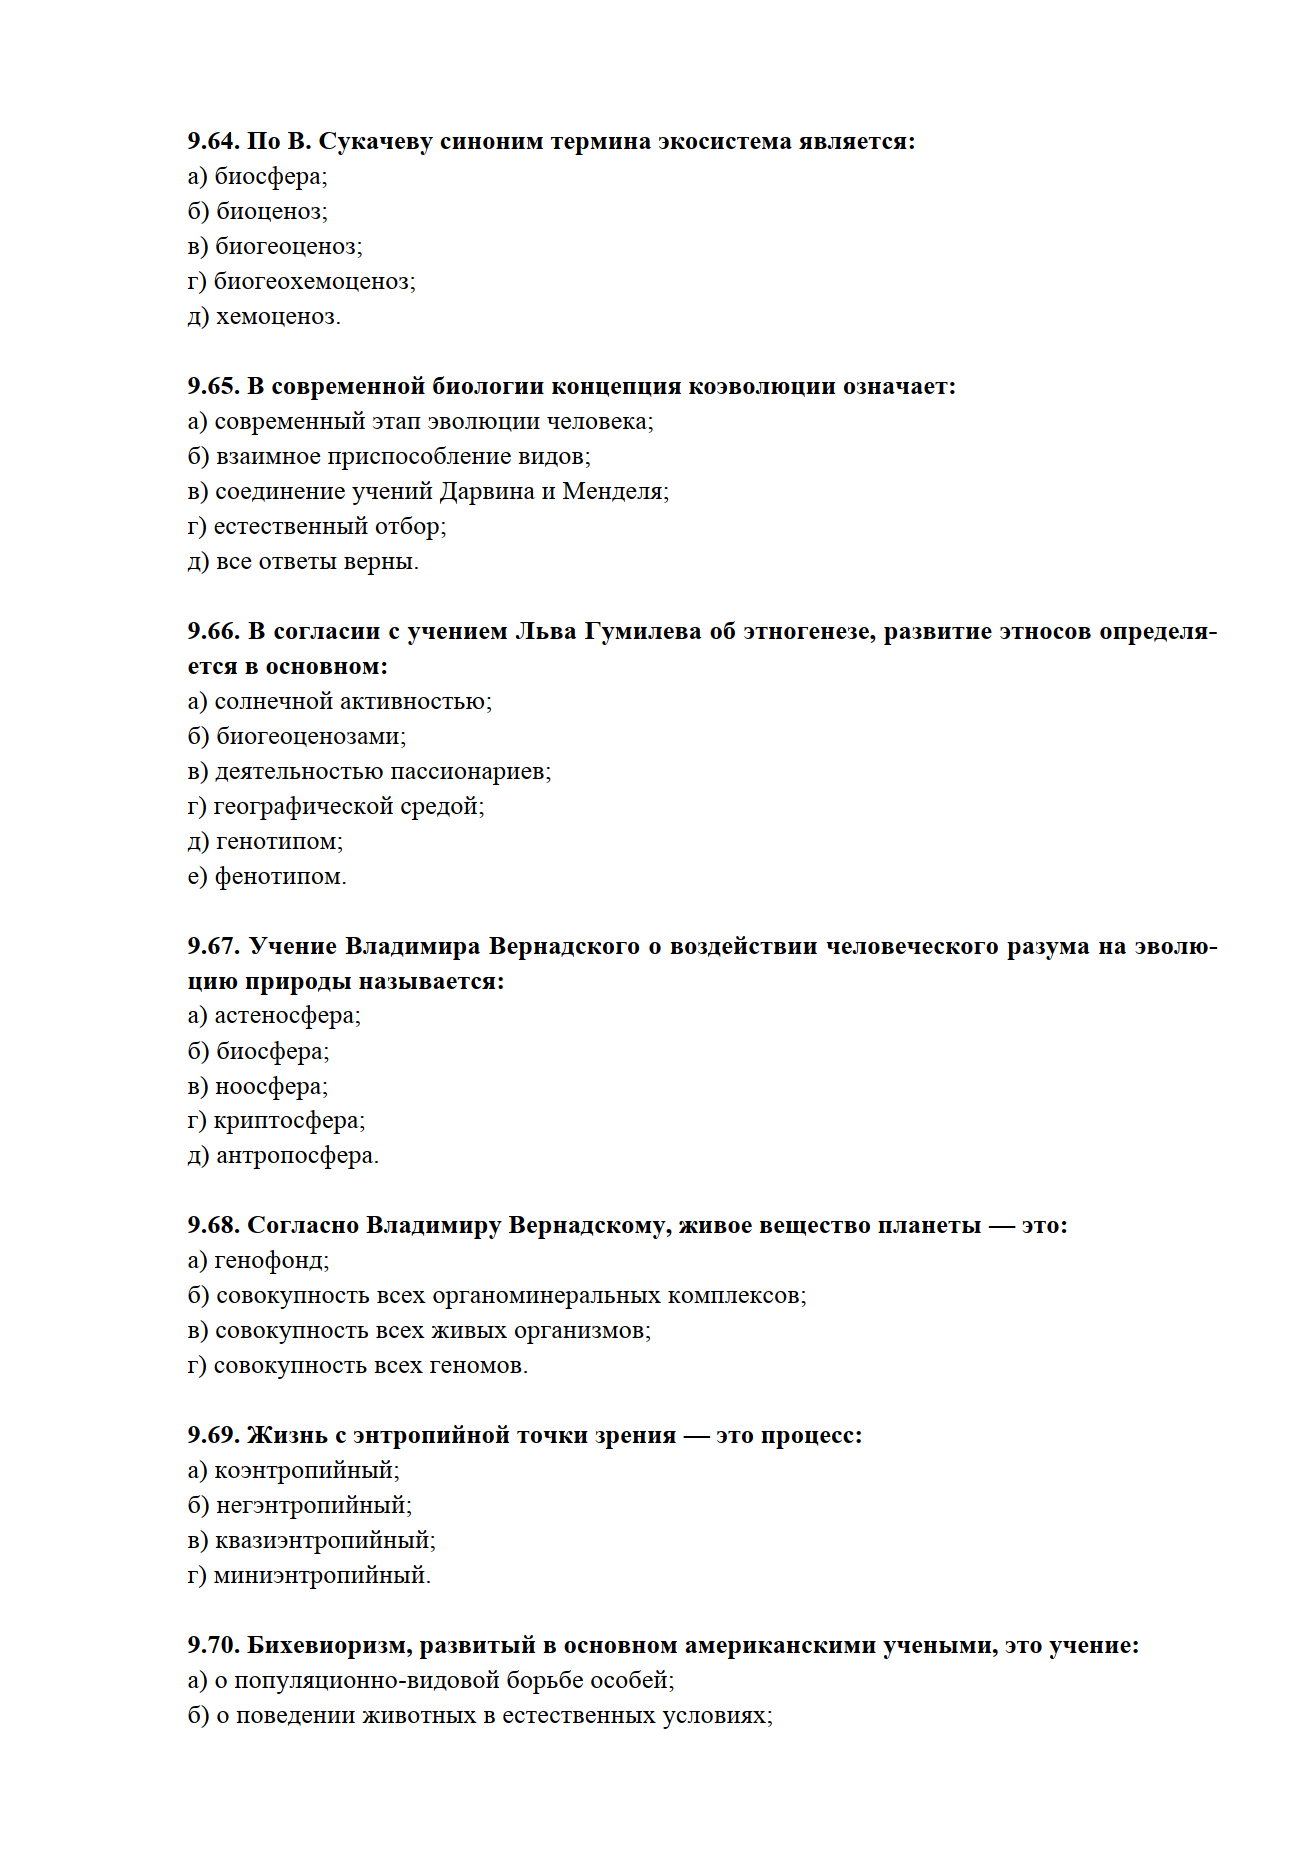 9.64. По В. Сукачеву синоним термина экосистема является:
а) биосфера;
б) биоценоз;
в) биогеоценоз;
г) биогеохемоценоз;
д) хемоценоз.
9.65. В современной биологии концепция коэволюции означает:
а) современный этап эволюции человека;
б) взаимное приспособление видов;
в) соединение учений Дарвина и Менделя;
г) естественный отбор;
д) все ответы верны.
9.66. В согласии с учением Льва Гумилева об этногенезе, развитие этносов определя-
ется в основном:
а) солнечной активностью;
б) биогеоценозами;
в) деятельностью пассионариев;
г) географической средой;
д) генотипом;
е) фенотипом.
9.67. Учение Владимира Вернадского о воздействии человеческого разума на эволю-
цию природы называется:
а) астеносфера;
б) биосфера;
в) ноосфера;
г) криптосфера;
д) антропосфера.
9.68. Согласно Владимиру Вернадскому, живое вещество планеты — это:
а) генофонд;
б) совокупность всех органоминеральных комплексов;
в) совокупность всех живых организмов;
г) совокупность всех геномов.
9.69. Жизнь с энтропийной точки зрения — это процесс:
а) коэнтропийный;
б) негэнтропийный;
в) квазиэнтропийный;
г) миниэнтропийный.
9.70. Бихевиоризм, развитый в основном американскими учеными, это учение:
а) о популяционно-видовой борьбе особей;
б) о поведении животных в естественных условиях;